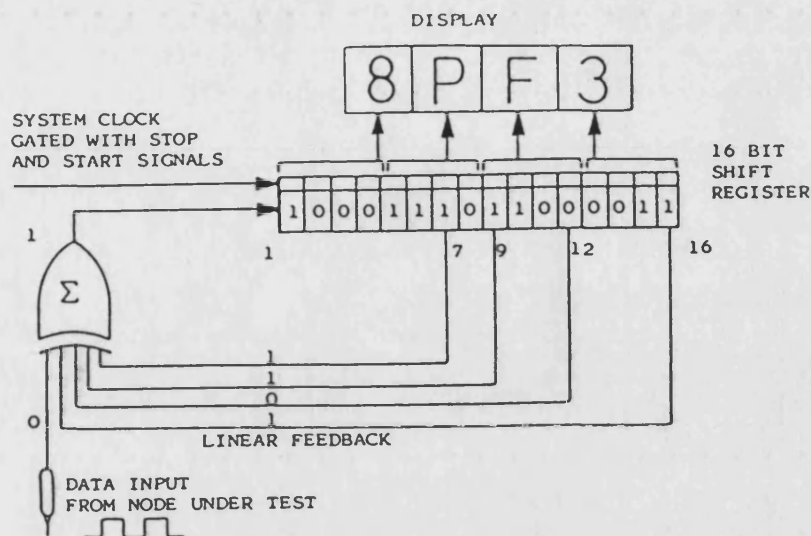 DISPLAY
8 P F 3
SYSTEM CLOCK
GATED WITH STOP
AND START SIGNALS
16 BIT
SHIFT
REGISTER
1 0 0 0 1 1 1 0 1 1 0 0 0 0 1 1
1
1 7 9 12 16
Σ
1
1
0
0
1
LINEAR FEEDBACK
DATA INPUT
FROM NODE UNDER TEST